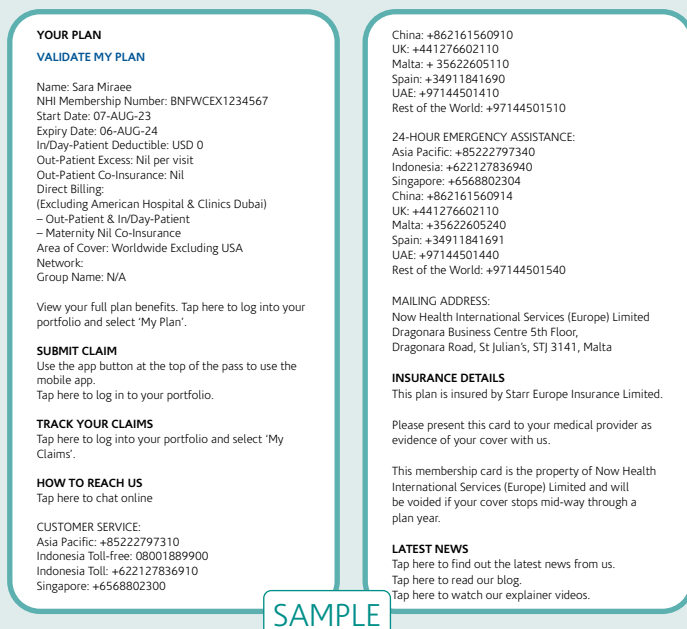 YOUR PLAN
VALIDATE MY PLAN
Name: Sara Miraee
NHI Membership Number: BNFWCEX1234567
Start Date: 07-AUG-23
Expiry Date: 06-AUG-24
In/Day-Patient Deductible: USD 0
Out-Patient Excess: Nil per visit
Out-Patient Co-Insurance: Nil
Direct Billing:
(Excluding American Hospital & Clinics Dubai)
– Out-Patient & In/Day-Patient
– Maternity Nil Co-Insurance
Area of Cover: Worldwide Excluding USA
Network:
Group Name: N/A
View your full plan benefits. Tap here to log into your
portfolio and select ‘My Plan’.
SUBMIT CLAIM
Use the app button at the top of the pass to use the
mobile app.
Tap here to log in to your portfolio.
TRACK YOUR CLAIMS
Tap here to log into your portfolio and select ‘My
Claims’.
HOW TO REACH US
Tap here to chat online
CUSTOMER SERVICE:
Asia Pacific: +85222797310
Indonesia Toll-free: 08001889900
Indonesia Toll: +622127836910
Singapore: +6568802300
China: +862161560910
UK: +441276602110
Malta: + 35622605110
Spain: +34911841690
UAE: +97144501410
Rest of the World: +97144501510
24-HOUR EMERGENCY ASSISTANCE:
Asia Pacific: +85222797340
Indonesia: +622127836940
Singapore: +6568802304
China: +862161560914
UK: +441276602110
Malta: +35622605240
Spain: +34911841691
UAE: +97144501440
Rest of the World: +97144501540
MAILING ADDRESS:
Now Health International Services (Europe) Limited
Dragonara Business Centre 5th Floor,
Dragonara Road, St Julian’s, STJ 3141, Malta
INSURANCE DETAILS
This plan is insured by Starr Europe Insurance Limited.
Please present this card to your medical provider as
evidence of your cover with us.
This membership card is the property of Now Health
International Services (Europe) Limited and will
be voided if your cover stops mid-way through a
plan year.
LATEST NEWS
Tap here to find out the latest news from us.
Tap here to read our blog.
Tap here to watch our explainer videos.
SAMPLE